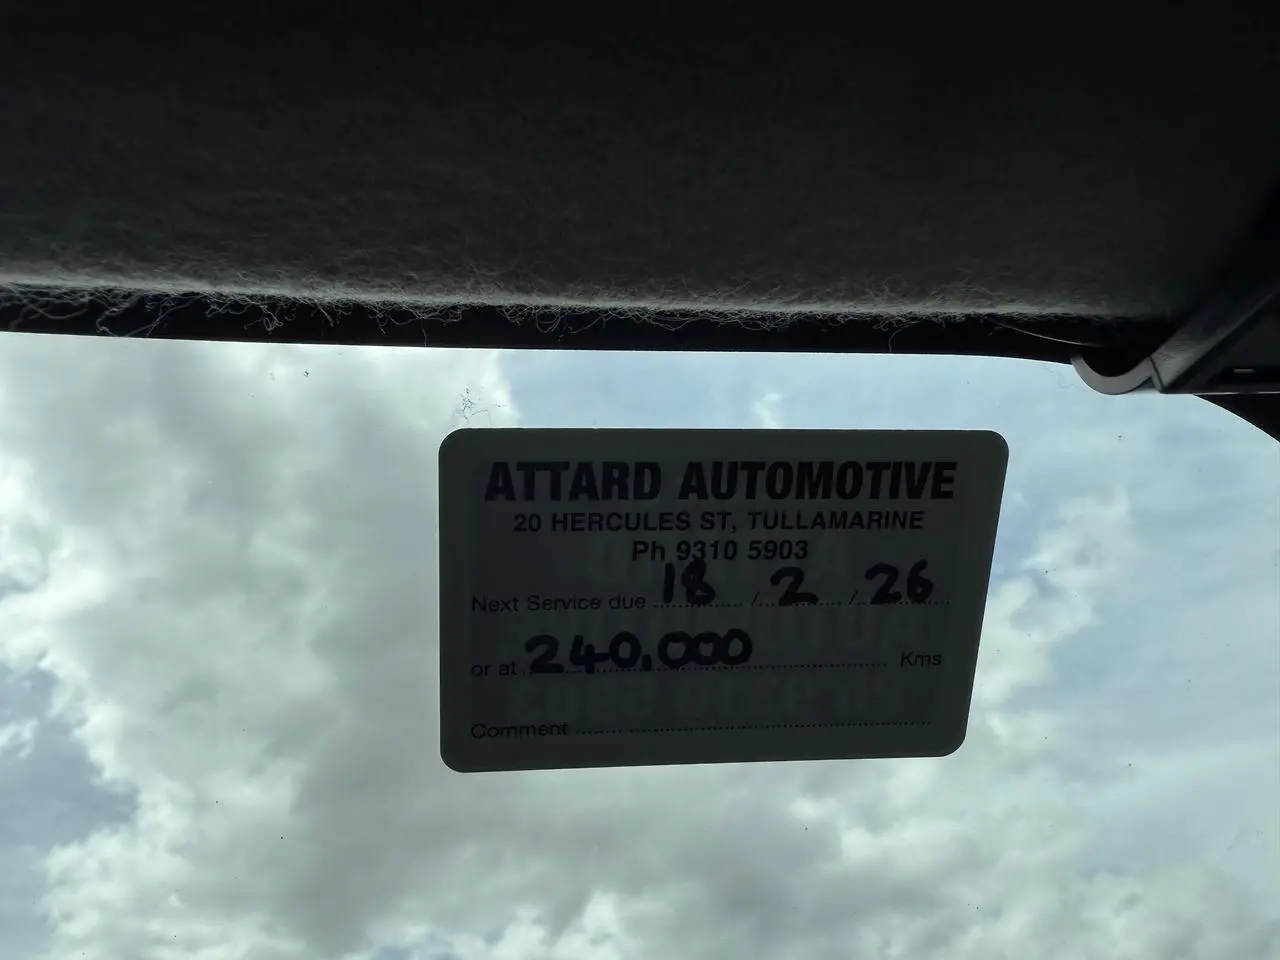 ATTARD AUTOMOTIVE
20 HERCULES ST, TULLAMARINE
Ph 9310 5903
Next Service due 18 / 2 / 26
or at 240,000 Kms
Comment